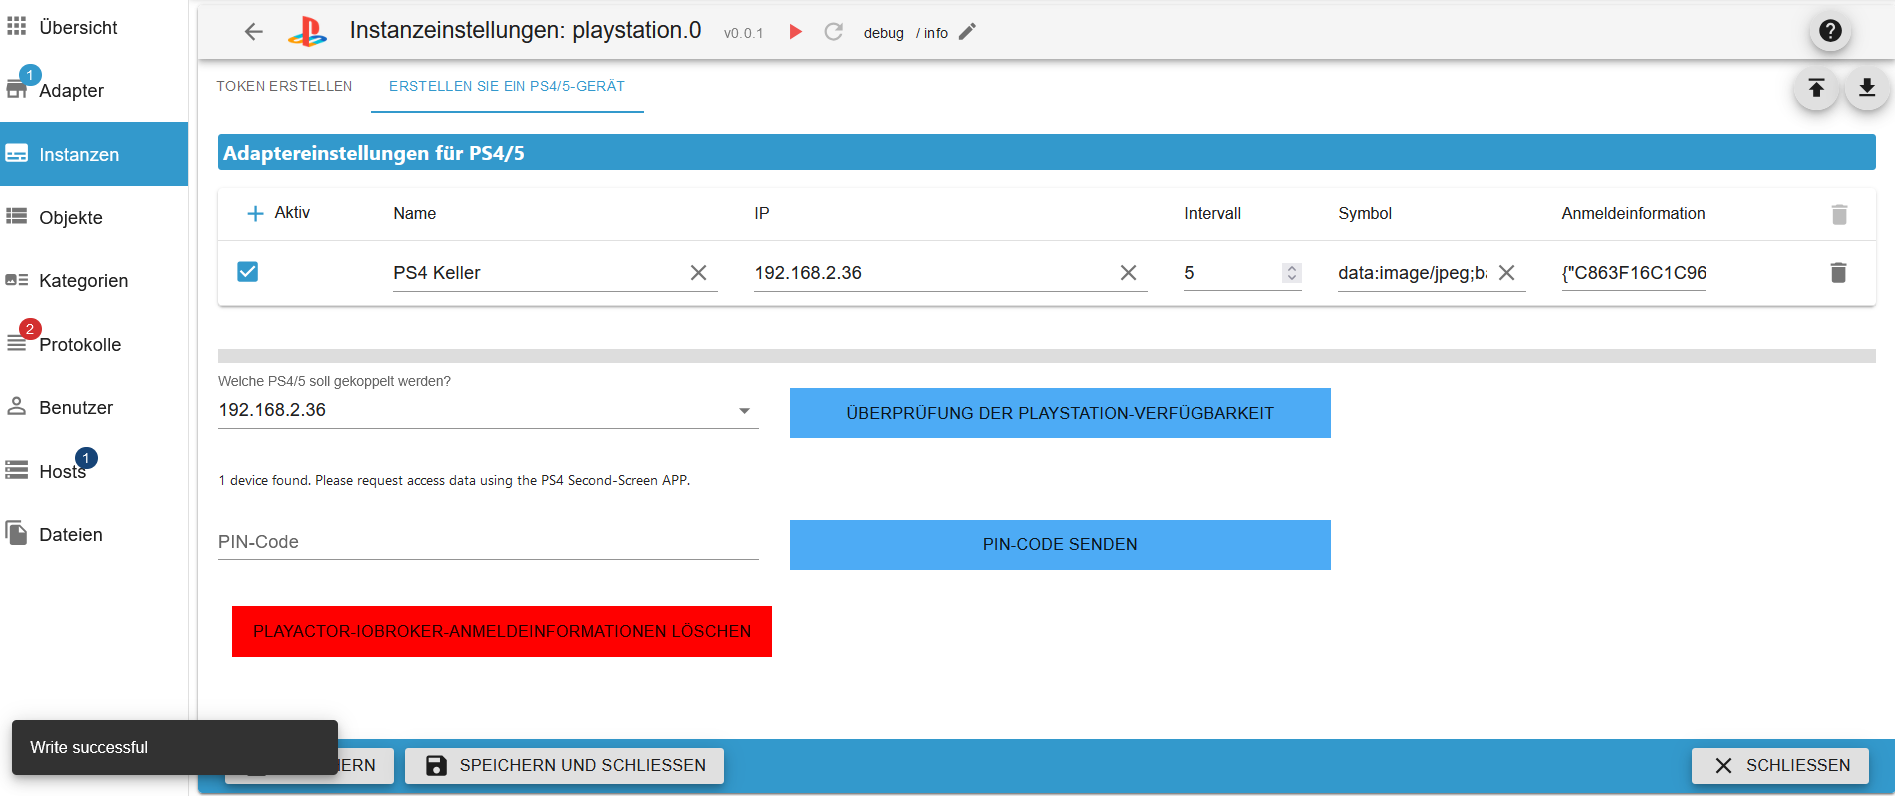 Übersicht
1
Adapter
Instanzen
Objekte
Kategorien
2
Protokolle
Benutzer
1
Hosts
Dateien
Instanzeinstellungen: playstation.0 v0.0.1 debug / info
TOKEN ERSTELLEN ERSTELLEN SIE EIN PS4/5-GERÄT
Adaptereinstellungen für PS4/5
Aktiv Name IP Intervall Symbol Anmeldeinformation
PS4 Keller 192.168.2.36 5 data:image/jpeg;ba {"C863F16C1C96
Welche PS4/5 soll gekoppelt werden?
192.168.2.36 ÜBERPRÜFUNG DER PLAYSTATION-VERFÜGBARKEIT
1 device found. Please request access data using the PS4 Second-Screen APP.
PIN-Code PIN-CODE SENDEN
PLAYACTOR-IOBROKER-ANMELDEINFORMATIONEN LÖSCHEN
Write successful
ERN SPEICHERN UND SCHLIESSEN SCHLIESSEN